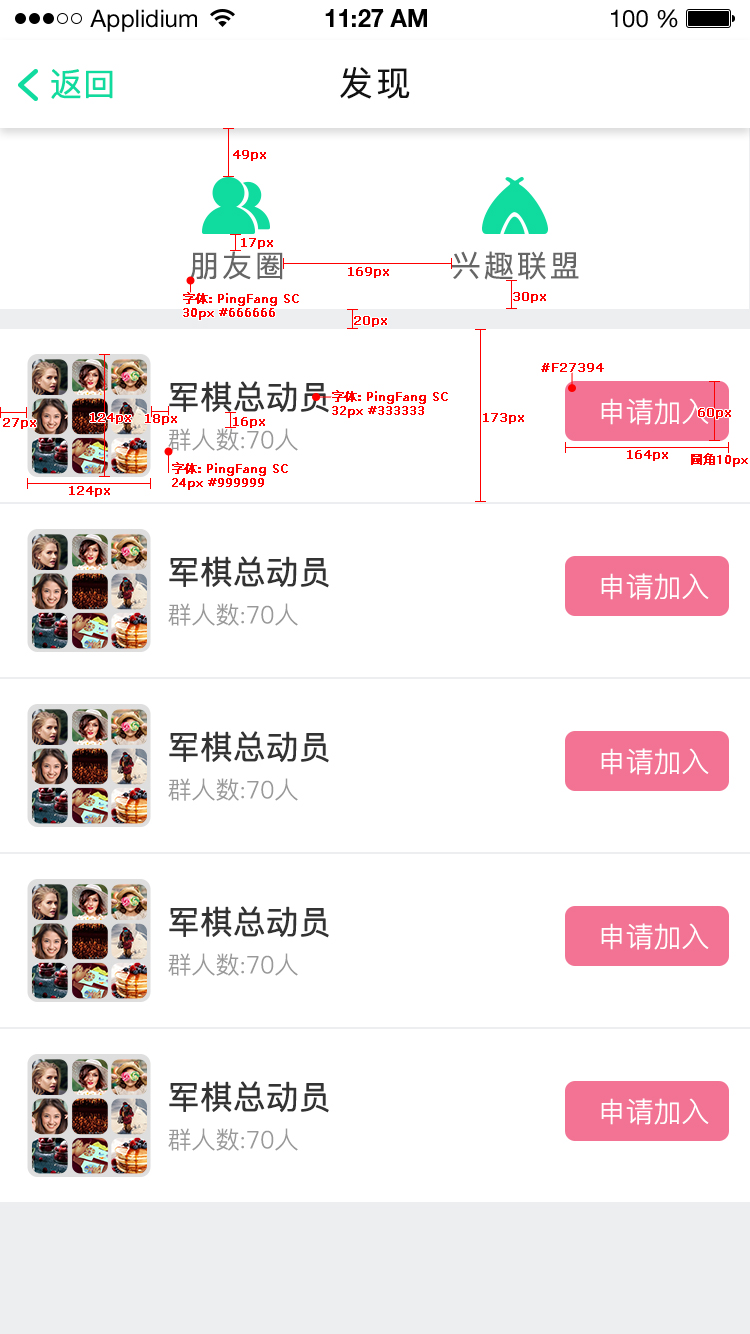 Applidium 11:27 AM 100 %
返回 发现
49px
17px
朋友圈 169px 兴趣联盟
字体: PingFang SC
30px #666666
30px
20px
#F27394
军棋总动员 字体: PingFang SC
32px #333333
173px
申请加入 60px
27px 124px 18px
群人数:70人 16px
164px 圆角10px
字体: PingFang SC
24px #999999
124px
军棋总动员
群人数:70人
申请加入
军棋总动员
群人数:70人
申请加入
军棋总动员
群人数:70人
申请加入
军棋总动员
群人数:70人
申请加入